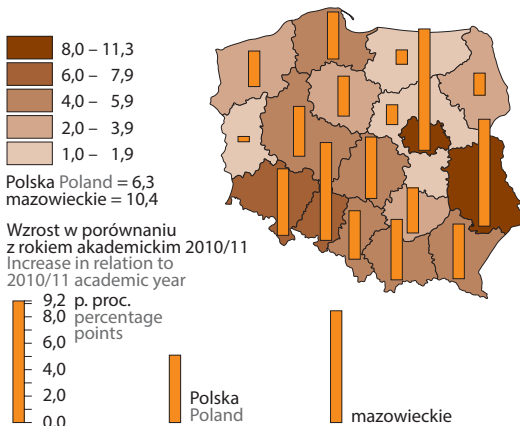 8,0 – 11,3
6,0 – 7,9
4,0 – 5,9
2,0 – 3,9
1,0 – 1,9
Polska Poland = 6,3
mazowieckie = 10,4
Wzrost w porównaniu
z rokiem akademickim 2010/11
Increase in relation to
2010/11 academic year
9,2 p. proc.
8,0 percentage
points
6,0
4,0
2,0
0,0
Polska
Poland
mazowieckie